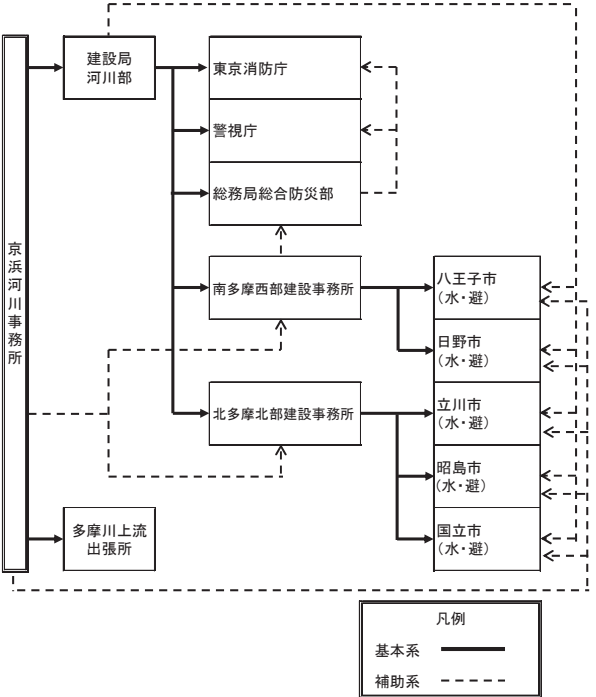 京浜河川事務所
建設局
河川部
東京消防庁
警視庁
総務局総合防災部
南多摩西部建設事務所
北多摩北部建設事務所
多摩川上流
出張所
八王子市
（水・避）
日野市
（水・避）
立川市
（水・避）
昭島市
（水・避）
国立市
（水・避）
凡例
基本系
補助系